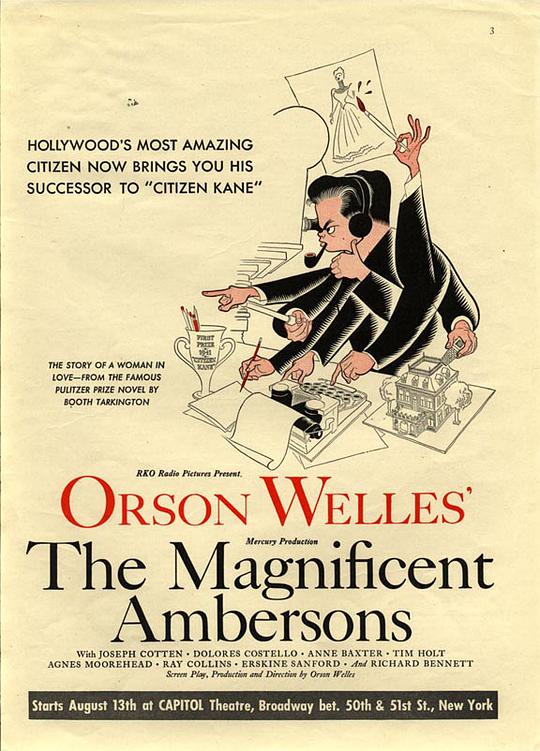 3
HOLLYWOOD'S MOST AMAZING
CITIZEN NOW BRINGS YOU HIS
SUCCESSOR TO "CITIZEN KANE"
FIRST
PRIZE
1941
"CITIZEN
KANE"
THE STORY OF A WOMAN IN
LOVE—FROM THE FAMOUS
PULITZER PRIZE NOVEL BY
BOOTH TARKINGTON
RKO Radio Pictures Present.
ORSON WELLES'
Mercury Production
The Magnificent
Ambersons
With JOSEPH COTTEN • DOLORES COSTELLO • ANNE BAXTER • TIM HOLT
AGNES MOOREHEAD • RAY COLLINS • ERSKINE SANFORD • And RICHARD BENNETT
Screen Play, Production and Direction by Orson Welles
Starts August 13th at CAPITOL Theatre, Broadway bet. 50th & 51st St., New York